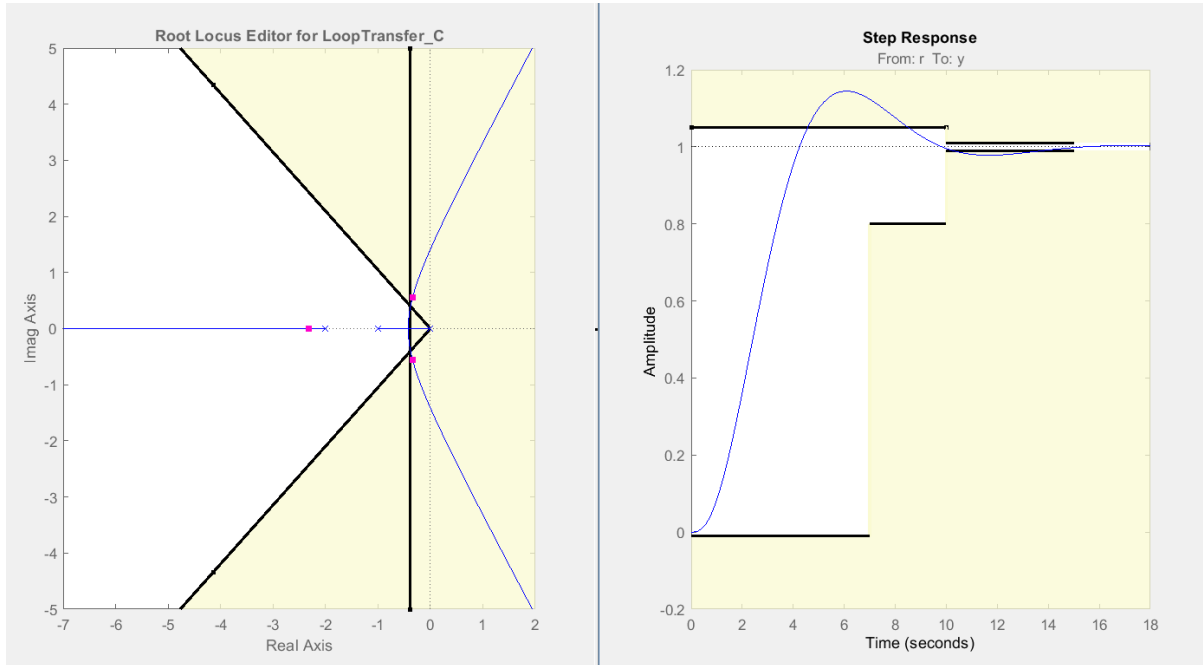 Root Locus Editor for LoopTransfer_C
5
4
3
2
1
0
-1
-2
-3
-4
-5
Imag Axis
-7 -6 -5 -4 -3 -2 -1 0 1 2
Real Axis
Step Response
From: r To: y
1.2
1
0.8
0.6
0.4
0.2
0
-0.2
Amplitude
0 2 4 6 8 10 12 14 16 18
Time (seconds)